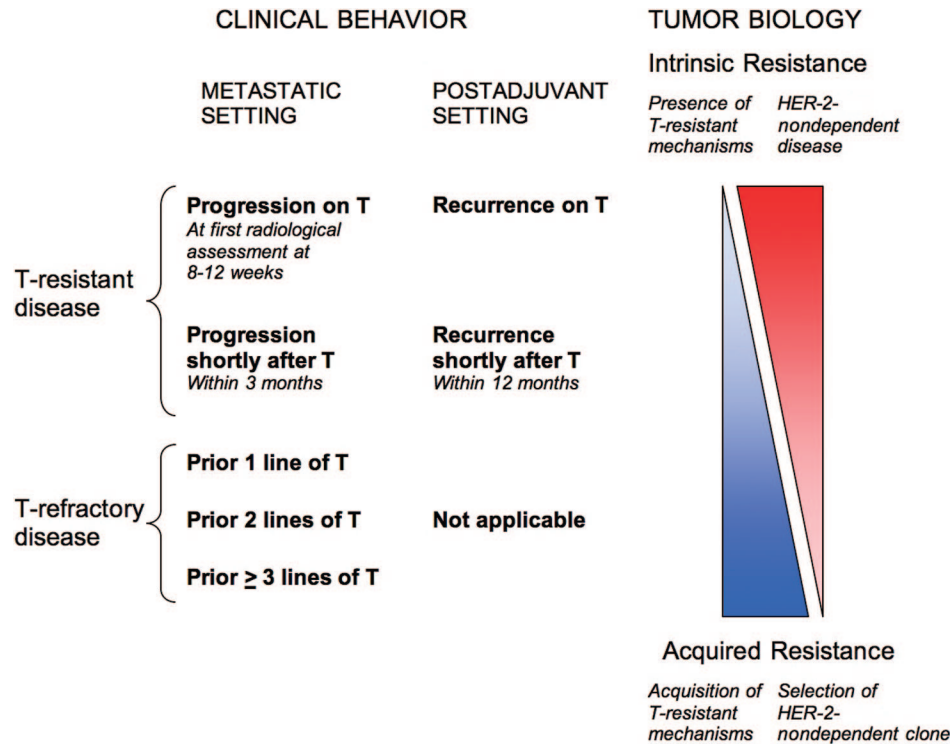 CLINICAL BEHAVIOR
TUMOR BIOLOGY
METASTATIC
SETTING
POSTADJUVANT
SETTING
Intrinsic Resistance
Presence of
T-resistant
mechanisms
HER-2-
nondependent
disease
T-resistant
disease
Progression on T
At first radiological
assessment at
8-12 weeks
Recurrence on T
Progression
shortly after T
Within 3 months
Recurrence
shortly after T
Within 12 months
T-refractory
disease
Prior 1 line of T
Prior 2 lines of T
Prior ≥ 3 lines of T
Not applicable
Acquired Resistance
Acquisition of
T-resistant
mechanisms
Selection of
HER-2-
nondependent clone